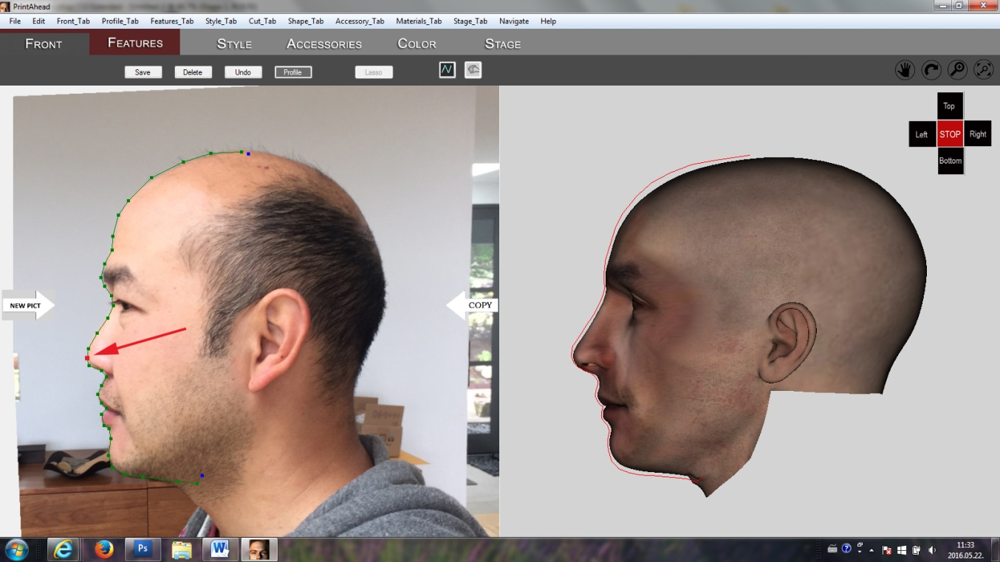 PrintAhead
File Edit Front_Tab Profile_Tab Features_Tab Style_Tab Cut_Tab Shape_Tab Accessory_Tab Materials_Tab Stage_Tab Navigate Help
FRONT FEATURES STYLE ACCESSORIES COLOR STAGE
Save Delete Undo Profile Lasso
Top
Left STOP Right
Bottom
NEW PICT COPY
Ps W
11:33
2016.05.22.